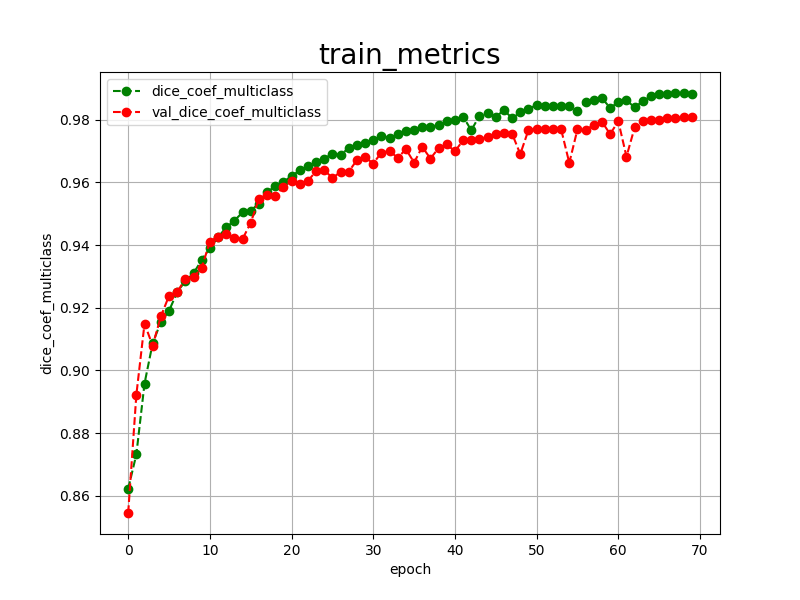 train_metrics
dice_coef_multiclass
val_dice_coef_multiclass
0.98
0.96
0.94
0.92
0.90
0.88
0.86
dice_coef_multiclass
0 10 20 30 40 50 60 70
epoch